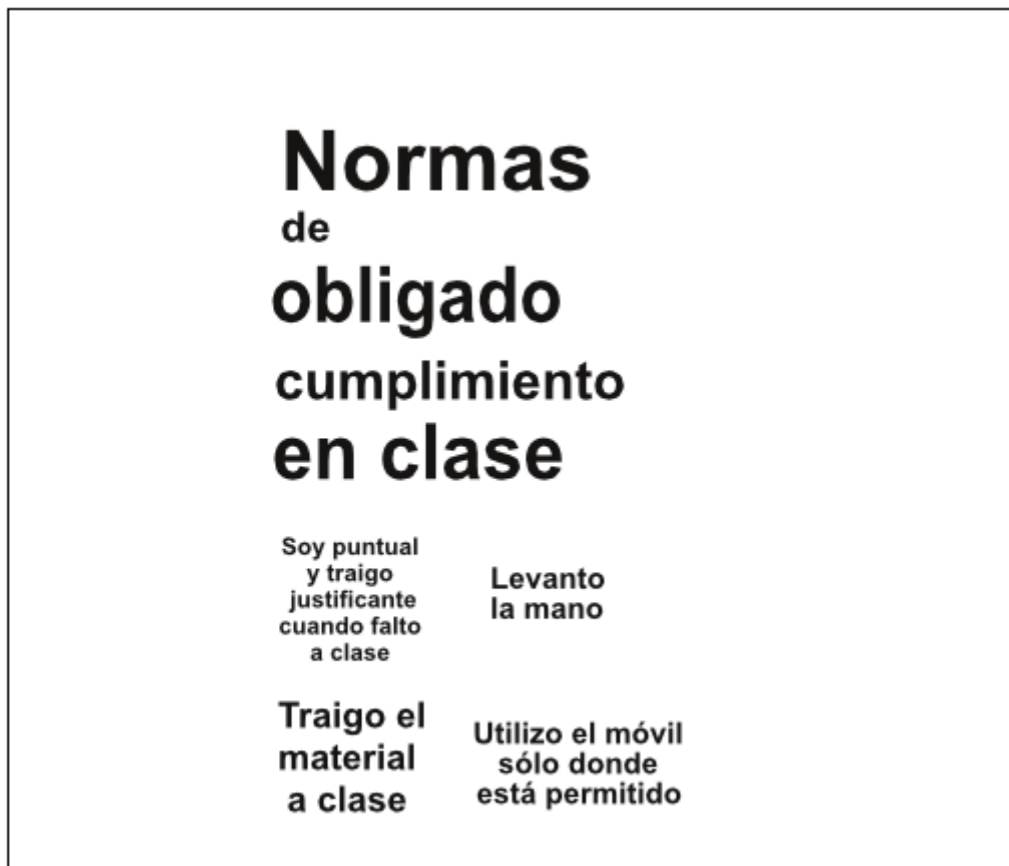 Normas
de
obligado
cumplimiento
en clase
Soy puntual
y traigo
justificante
cuando falto
a clase
Levanto
la mano
Traigo el
material
a clase
Utilizo el móvil
sólo donde
está permitido